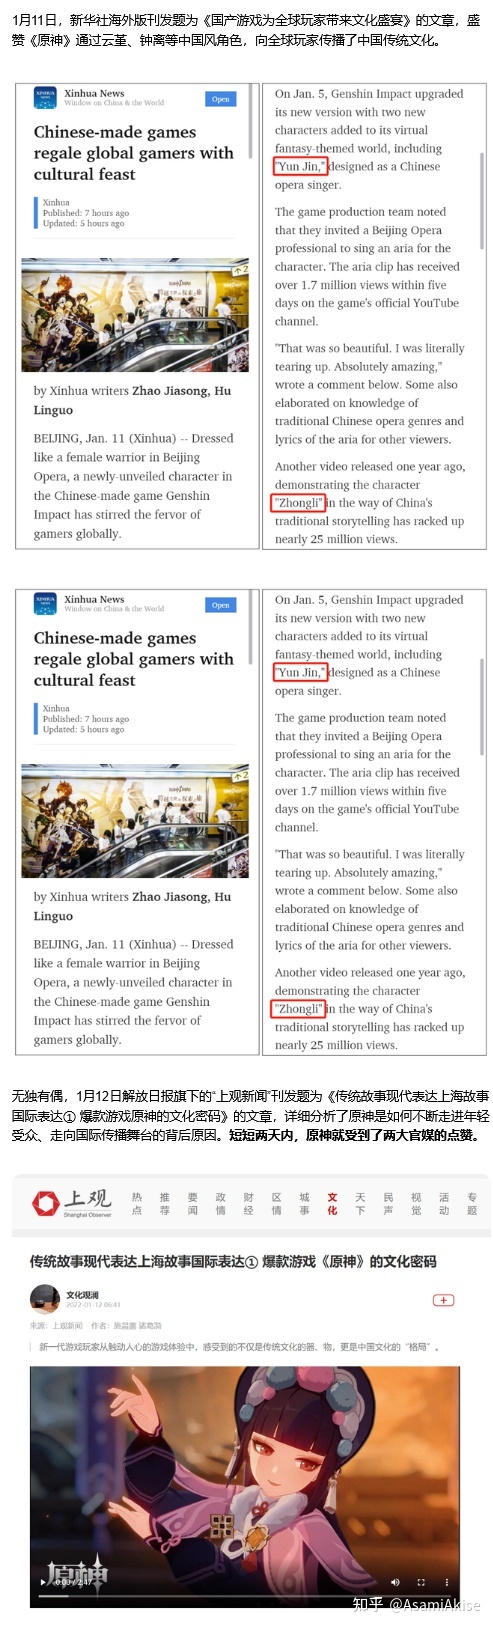 1月11日，新华社海外版刊发题为《国产游戏为全球玩家带来文化盛宴》的文章，盛
赞《原神》通过云堇、钟离等中国风角色，向全球玩家传播了中国传统文化。
XINHUA NEWS
Xinhua News
Window on China & the World
Open
Chinese-made games
regale global gamers with
cultural feast
Xinhua
Published: 7 hours ago
Updated: 5 hours ago
2
by Xinhua writers Zhao Jiasong, Hu
Linguo
BEIJING, Jan. 11 (Xinhua) -- Dressed
like a female warrior in Beijing
Opera, a newly-unveiled character in
the Chinese-made game Genshin
Impact has stirred the fervor of
gamers globally.
On Jan. 5, Genshin Impact upgraded
its new version with two new
characters added to its virtual
fantasy-themed world, including
"Yun Jin," designed as a Chinese
opera singer.
The game production team noted
that they invited a Beijing Opera
professional to sing an aria for the
character. The aria clip has received
over 1.7 million views within five
days on the game's official YouTube
channel.
"That was so beautiful. I was literally
tearing up. Absolutely amazing,"
wrote a comment below. Some also
elaborated on knowledge of
traditional Chinese opera genres and
lyrics of the aria for other viewers.
Another video released one year ago,
demonstrating the character
"Zhongli" in the way of China's
traditional storytelling has racked up
nearly 25 million views.
XINHUA NEWS
Xinhua News
Window on China & the World
Open
Chinese-made games
regale global gamers with
cultural feast
Xinhua
Published: 7 hours ago
Updated: 5 hours ago
2
by Xinhua writers Zhao Jiasong, Hu
Linguo
BEIJING, Jan. 11 (Xinhua) -- Dressed
like a female warrior in Beijing
Opera, a newly-unveiled character in
the Chinese-made game Genshin
Impact has stirred the fervor of
gamers globally.
On Jan. 5, Genshin Impact upgraded
its new version with two new
characters added to its virtual
fantasy-themed world, including
"Yun Jin," designed as a Chinese
opera singer.
The game production team noted
that they invited a Beijing Opera
professional to sing an aria for the
character. The aria clip has received
over 1.7 million views within five
days on the game's official YouTube
channel.
"That was so beautiful. I was literally
tearing up. Absolutely amazing,"
wrote a comment below. Some also
elaborated on knowledge of
traditional Chinese opera genres and
lyrics of the aria for other viewers.
Another video released one year ago,
demonstrating the character
"Zhongli" in the way of China's
traditional storytelling has racked up
nearly 25 million views.
无独有偶，1月12日解放日报旗下的“上观新闻”刊发题为《传统故事现代表达上海故事
国际表达① 爆款游戏原神的文化密码》的文章，详细分析了原神是如何不断走进年轻
受众、走向国际传播舞台的背后原因。短短两天内，原神就受到了两大官媒的点赞。
上观
Shanghai Observer
热点 推荐 要闻 政情 财经 区情 城事 文化 天下 民声 视觉 活动 专题
传统故事现代表达上海故事国际表达① 爆款游戏《原神》的文化密码
文化观澜
2022-01-12 06:41
来源：上观新闻 作者：
新一代游戏玩家从触动人心的游戏体验中，感受到的不仅是传统文化的器、物，更是中国文化的“格局”。
原神
0:00 / 2:47
知乎 @AsamiAkise